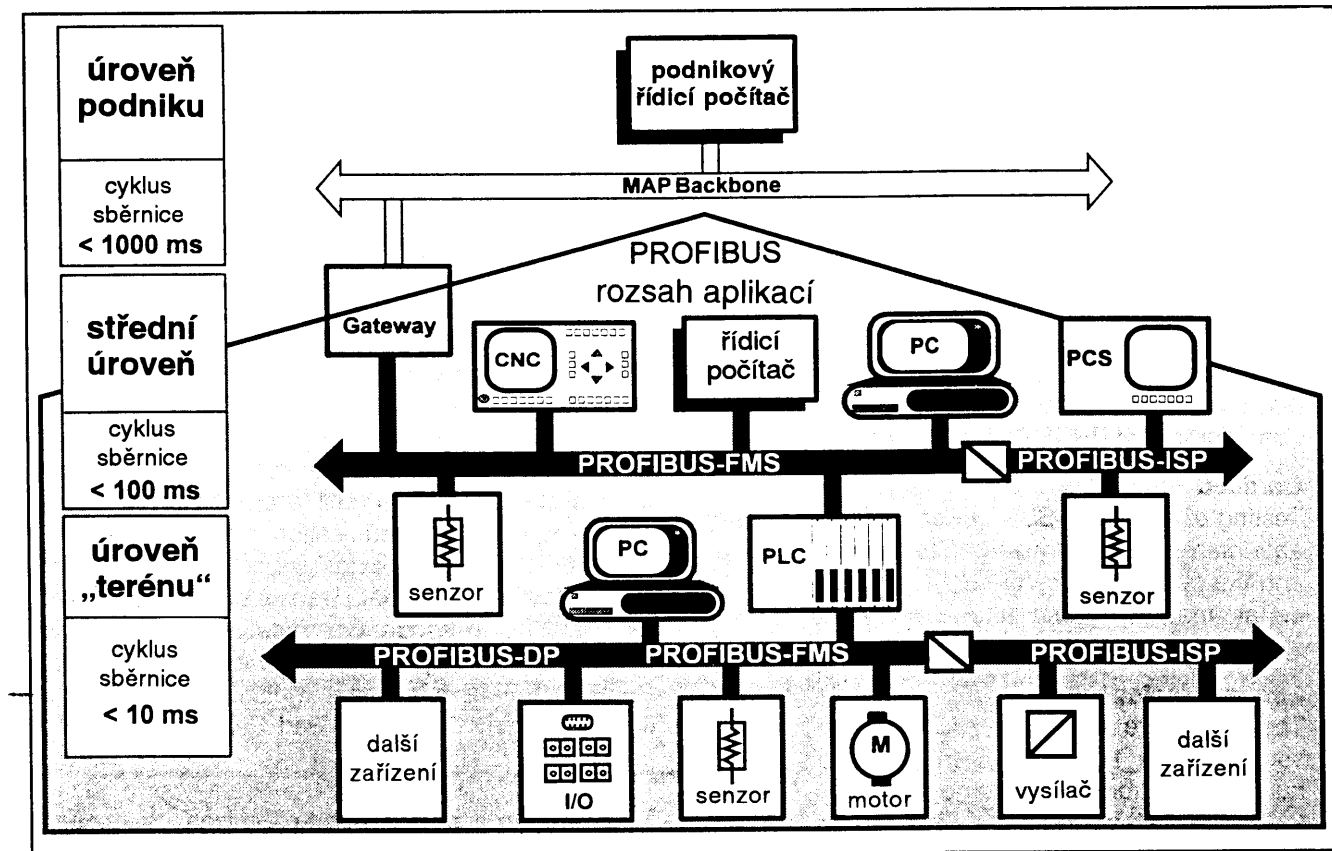 úroveň
podniku
cyklus
sběrnice
< 1000 ms
střední
úroveň
cyklus
sběrnice
< 100 ms
úroveň
„terénu“
cyklus
sběrnice
< 10 ms
podnikový
řídicí počítač
MAP Backbone
PROFIBUS
rozsah aplikací
Gateway
CNC
řídicí
počítač
PC
PCS
PROFIBUS-FMS
PROFIBUS-ISP
senzor
PC
PLC
senzor
PROFIBUS-DP
PROFIBUS-FMS
PROFIBUS-ISP
další
zařízení
I/O
senzor
M
motor
vysílač
další
zařízení